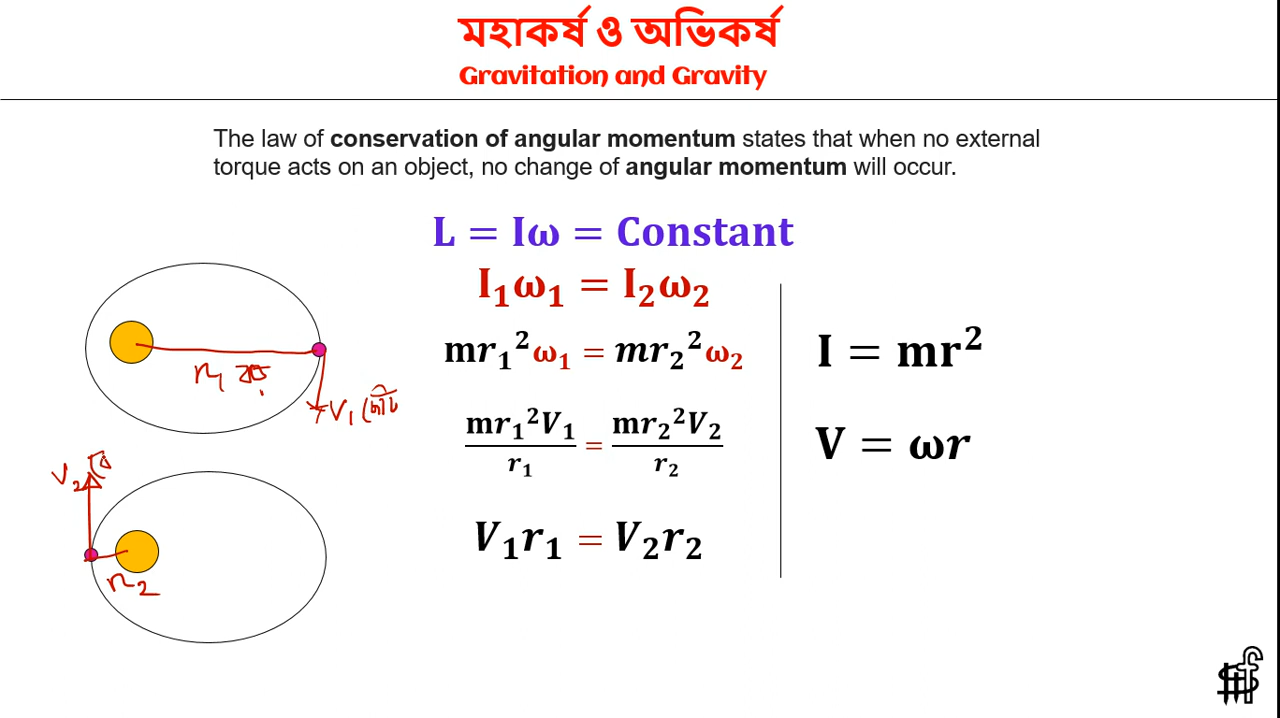 মহাকর্ষ ও অভিকর্ষ
Gravitation and Gravity
The law of conservation of angular momentum states that when no external
torque acts on an object, no change of angular momentum will occur.
L = Iω = Constant
I₁ω₁ = I₂ω₂
mr₁²ω₁ = mr₂²ω₂
I = mr²
r₁
V₁
mr₁²V₁/r₁ = mr₂²V₂/r₂
V = ωr
V₂
V₁r₁ = V₂r₂
r₂